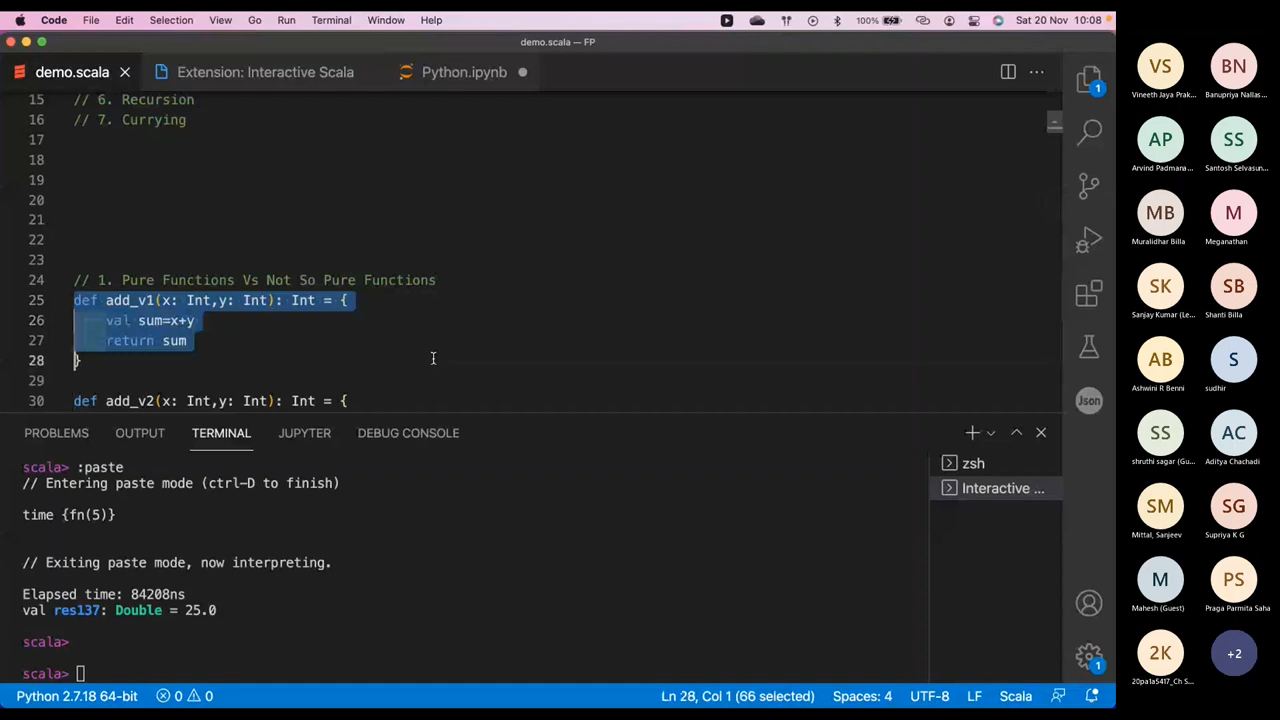 Code File Edit Selection View Go Run Terminal Window Help 100% Sat 20 Nov 10:08
demo.scala — FP
demo.scala Extension: Interactive Scala Python.ipynb
15 // 6. Recursion
16 // 7. Currying
17
18
19
20
21
22
23
24 // 1. Pure Functions Vs Not So Pure Functions
25 def add_v1(x: Int,y: Int): Int = {
26 val sum=x+y
27 return sum
28 }
29
30 def add_v2(x: Int,y: Int): Int = {
PROBLEMS OUTPUT TERMINAL JUPYTER DEBUG CONSOLE
scala> :paste
// Entering paste mode (ctrl-D to finish)
time {fn(5)}
// Exiting paste mode, now interpreting.
Elapsed time: 84208ns
val res137: Double = 25.0
scala>
scala>
zsh
Interactive ...
1
Json
1
Python 2.7.18 64-bit 0 0 Ln 28, Col 1 (66 selected) Spaces: 4 UTF-8 LF Scala
VS BN
Vineeth Jaya Prak... Banupriya Nallas...
AP SS
Arvind Padmana... Santosh Selvasun...
MB M
Muralidhar Billa Meganathan
SK SB
Sanjay Kumar (Le... Shanti Billa
AB S
Ashwini R Benni sudhir
SS AC
shruthi sagar (Gu... Aditya Chachadi
SM SG
Mittal, Sanjeev Supriya K G
M PS
Mahesh (Guest) Praga Parmita Saha
2K +2
20pa1a5417_Ch S...